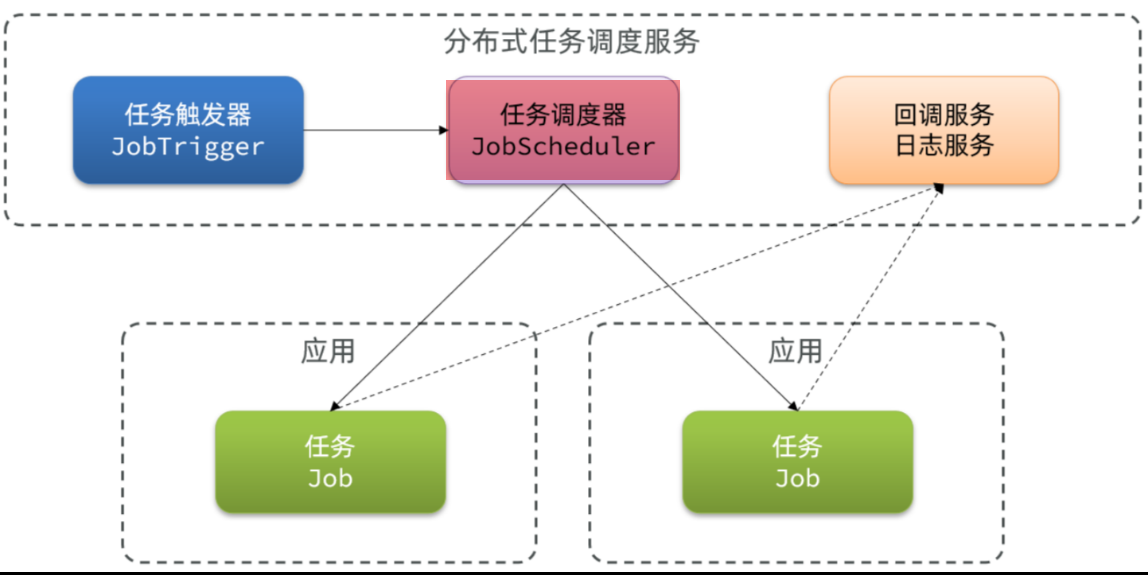 分布式任务调度服务
任务触发器
JobTrigger
任务调度器
JobScheduler
回调服务
日志服务
应用
任务
Job
应用
任务
Job